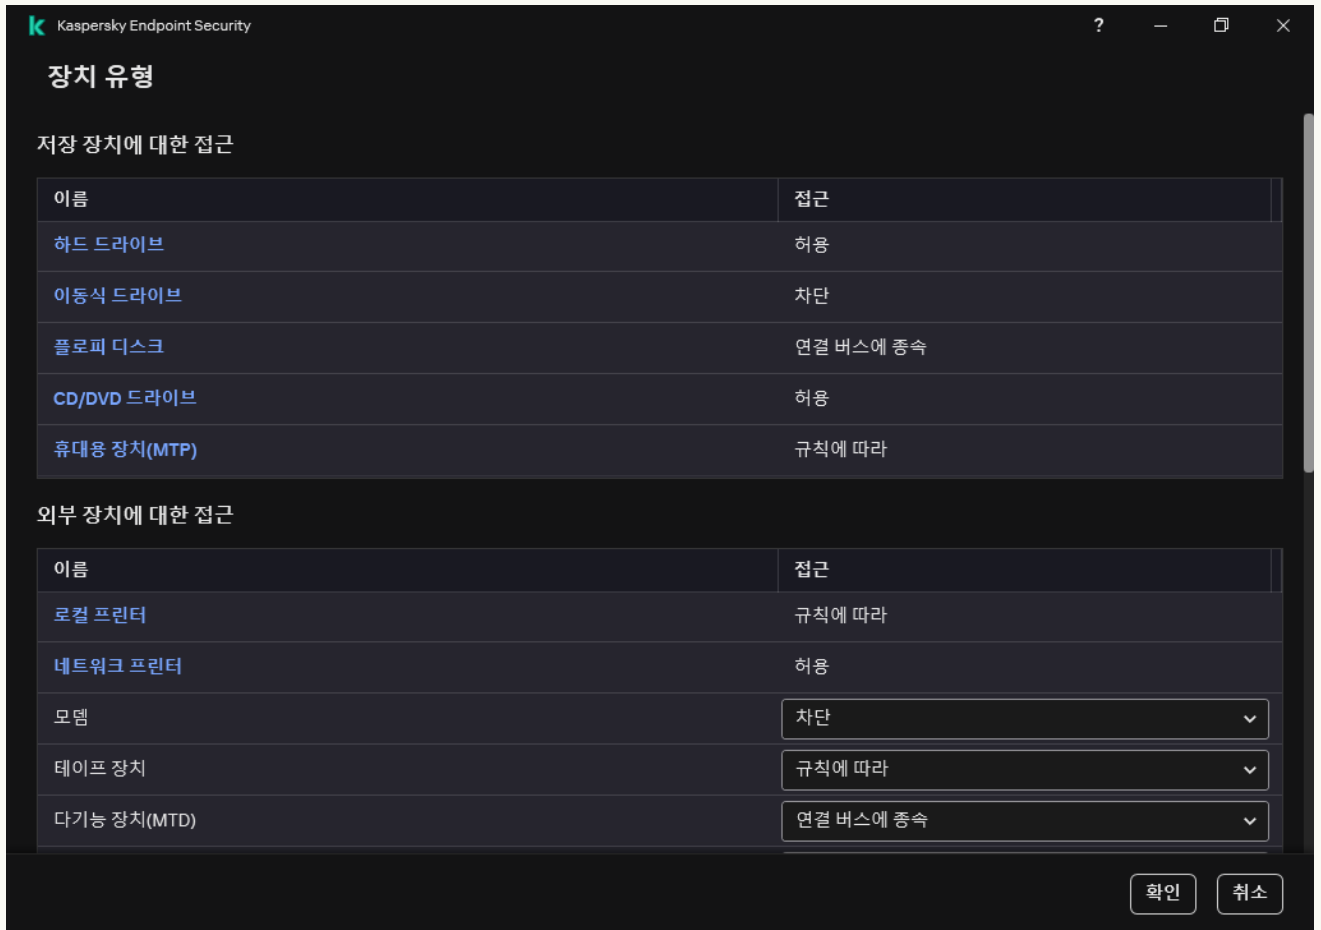 Kaspersky Endpoint Security
?
장치 유형
저장 장치에 대한 접근
이름 접근
하드 드라이브 허용
이동식 드라이브 차단
플로피 디스크 연결 버스에 종속
CD/DVD 드라이브 허용
휴대용 장치(MTP) 규칙에 따라
외부 장치에 대한 접근
이름 접근
로컬 프린터 규칙에 따라
네트워크 프린터 허용
모뎀 차단
테이프 장치 규칙에 따라
다기능 장치(MTD) 연결 버스에 종속
확인 취소